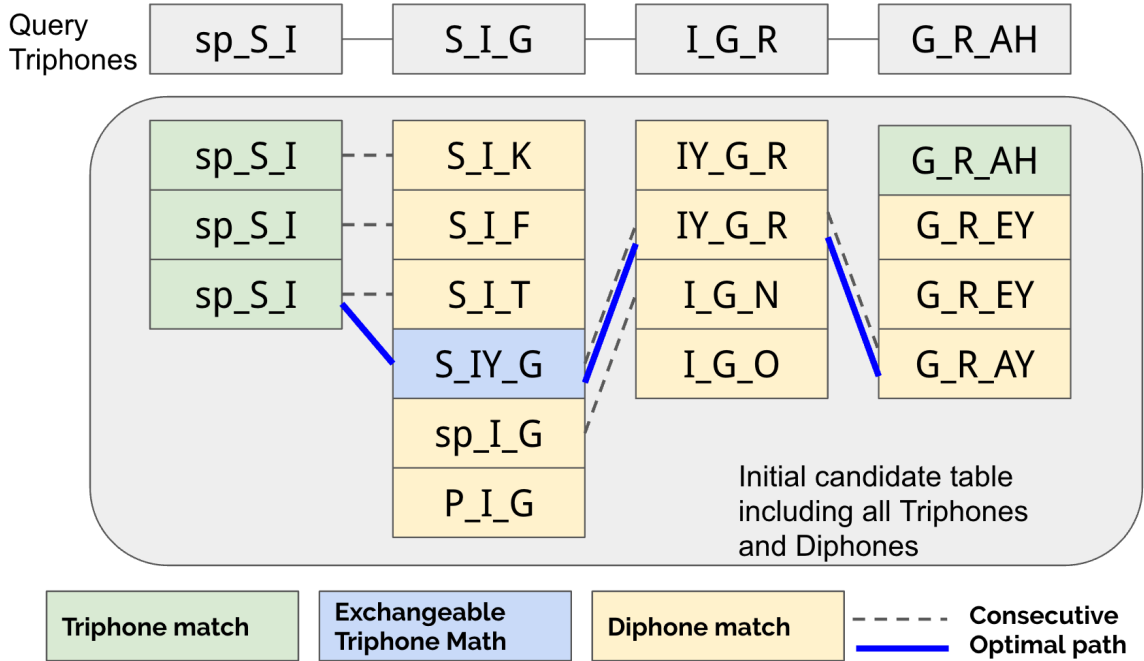 Query
Triphones
sp_S_I
S_I_G
I_G_R
G_R_AH
sp_S_I
sp_S_I
sp_S_I
S_I_K
S_I_F
S_I_T
S_IY_G
sp_I_G
P_I_G
IY_G_R
IY_G_R
I_G_N
I_G_O
G_R_AH
G_R_EY
G_R_EY
G_R_AY
Initial candidate table
including all Triphones
and Diphones
Triphone match
Exchangeable
Triphone Math
Diphone match
Consecutive
Optimal path